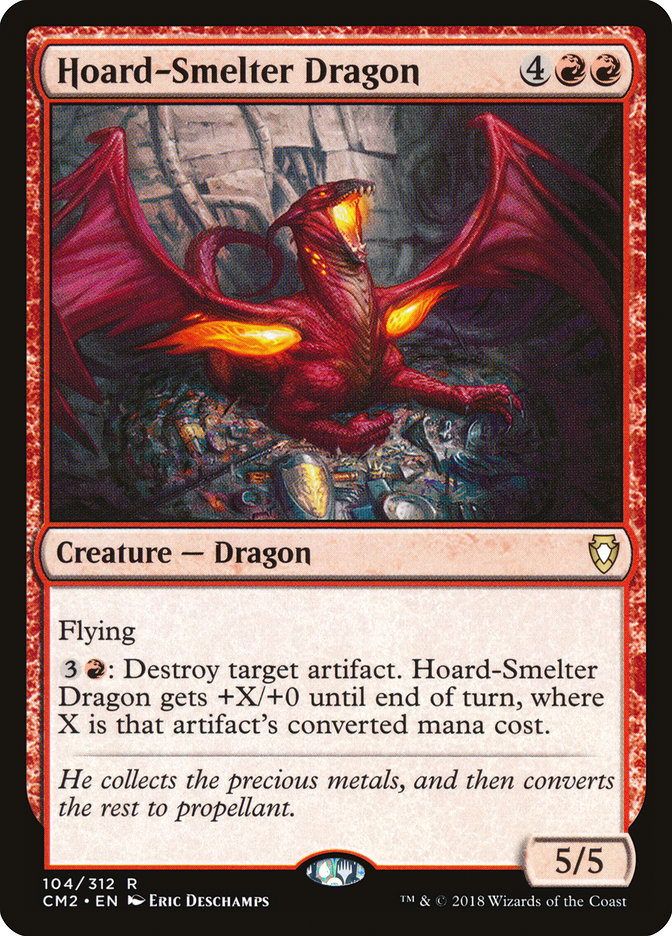 Hoard-Smelter Dragon 4
Creature — Dragon
Flying
3: Destroy target artifact. Hoard-Smelter
Dragon gets +X/+0 until end of turn, where
X is that artifact's converted mana cost.
He collects the precious metals, and then converts
the rest to propellant.
5/5
104/312 R
CM2 • EN Eric Deschamps
™ & © 2018 Wizards of the Coast